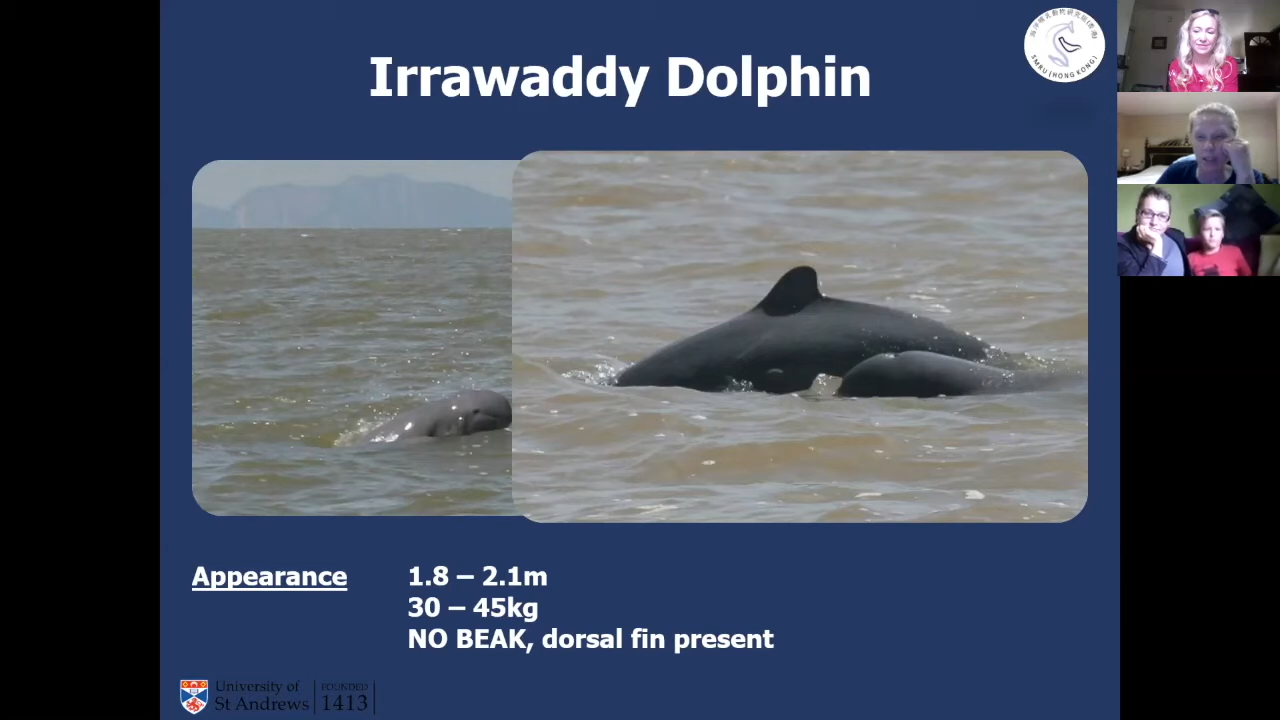 Irrawaddy Dolphin
SMRU (HONG KONG)
Appearance
1.8 – 2.1m
30 – 45kg
NO BEAK, dorsal fin present
University of
St Andrews
FOUNDED
1413